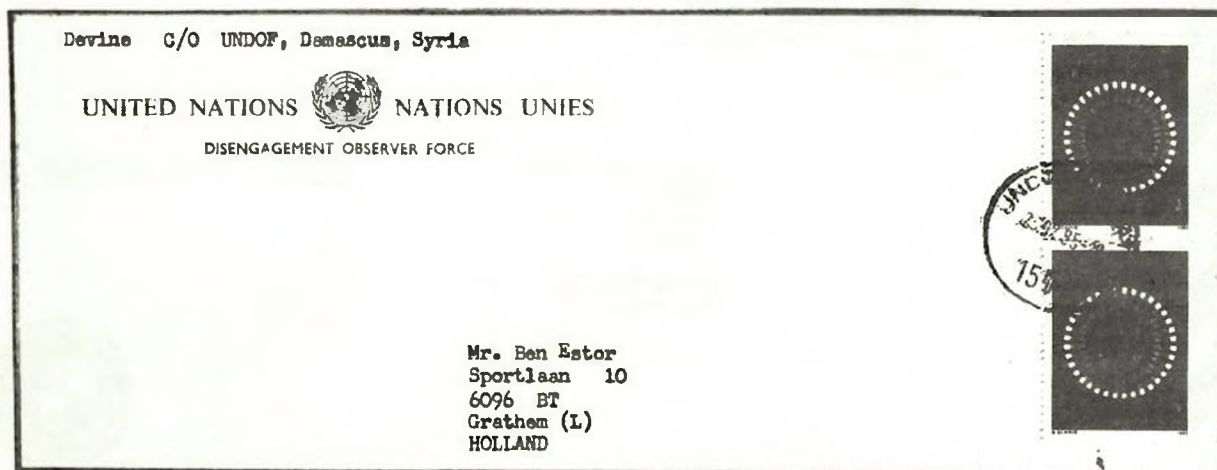 Devine C/O UNDOF, Damascus, Syria
UNITED NATIONS NATIONS UNIES
DISENGAGEMENT OBSERVER FORCE
Mr. Ben Estor
Sportlaan 10
6096 BT
Grathem (L)
HOLLAND